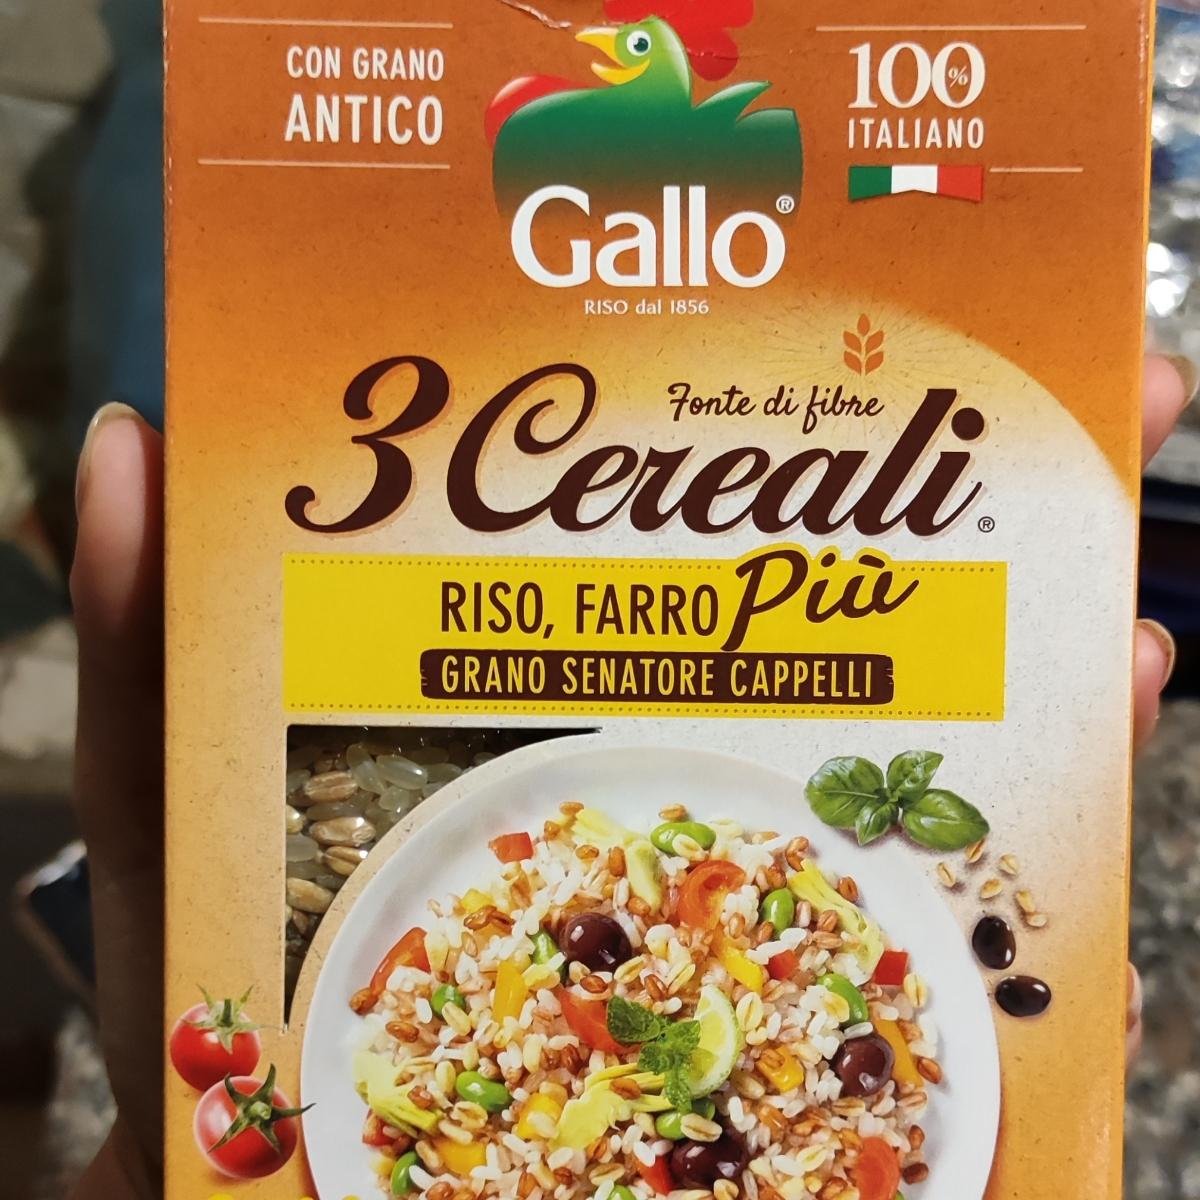 CON GRANO
ANTICO
100%
ITALIANO
Gallo®
RISO dal 1856
Fonte di fibre
3 Cereali®
RISO, FARRO Più
GRANO SENATORE CAPPELLI